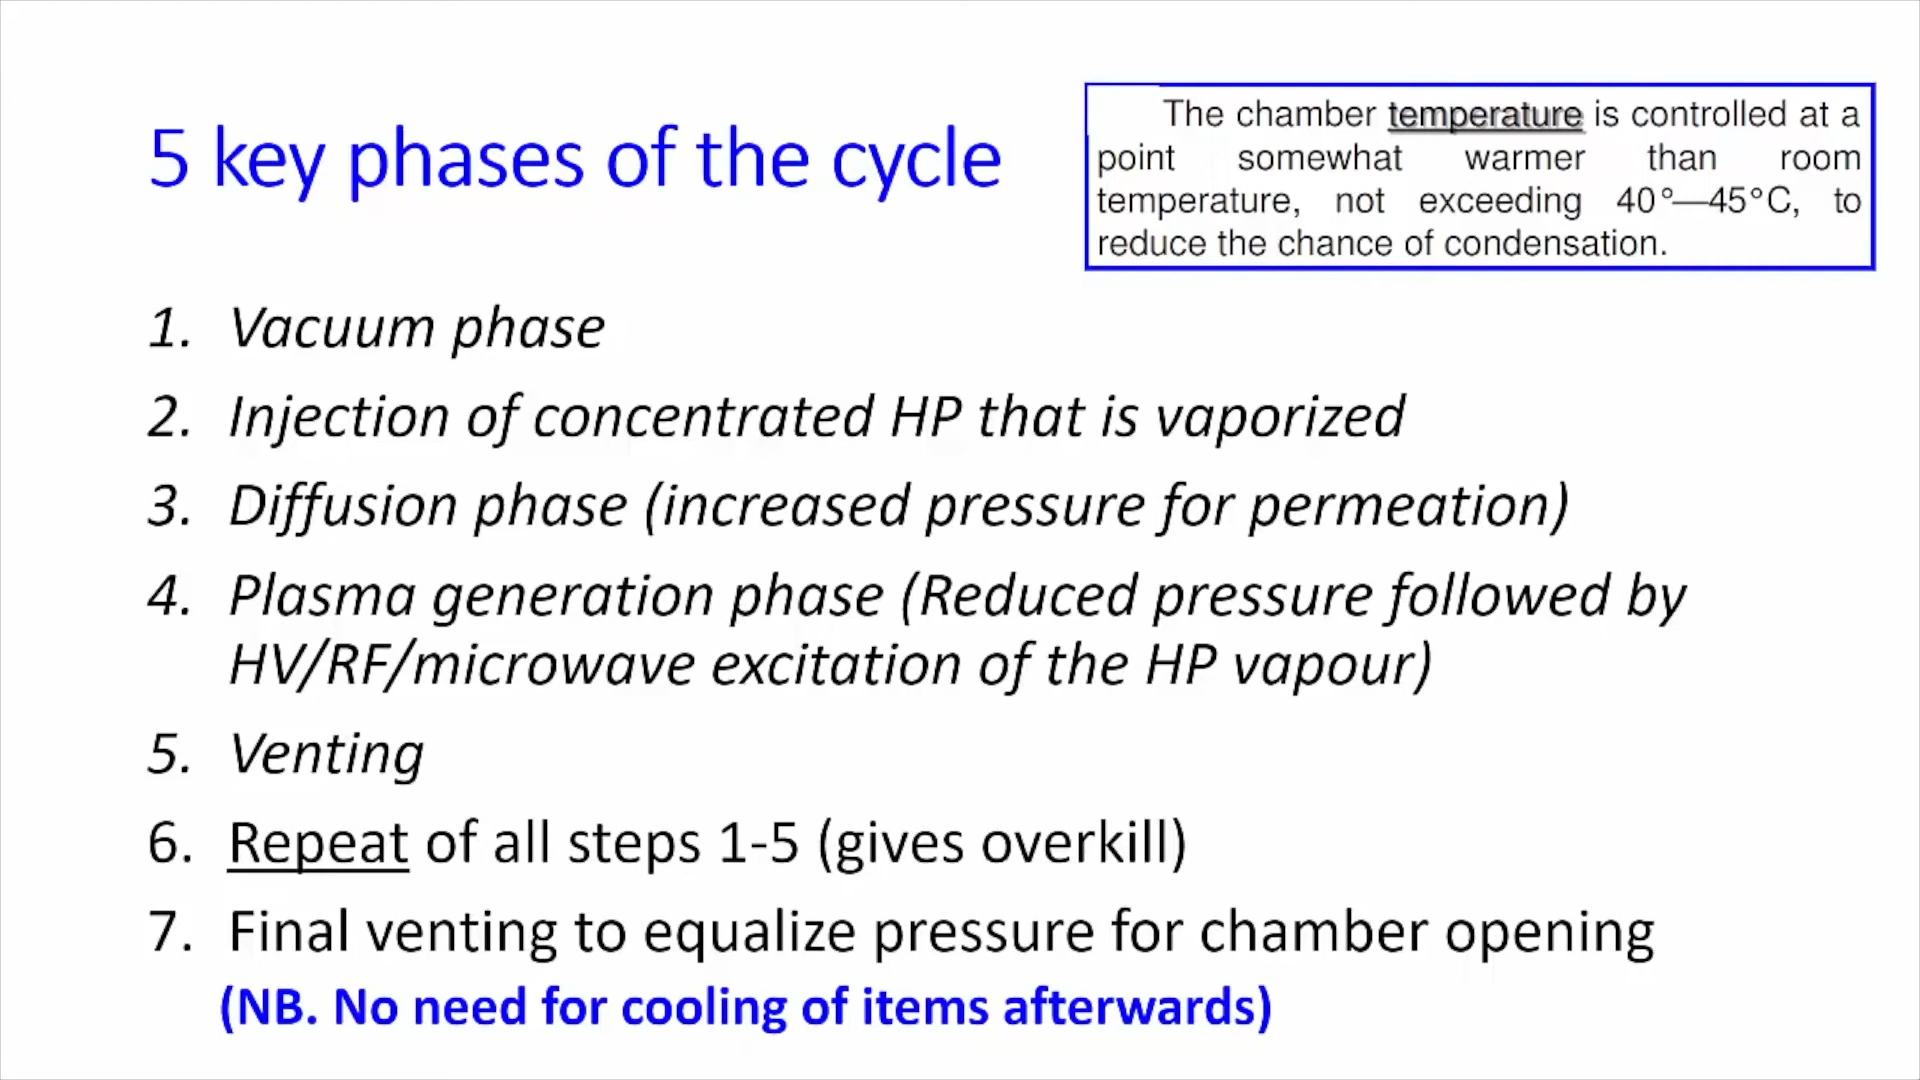 5 key phases of the cycle
The chamber temperature is controlled at a
point somewhat warmer than room
temperature, not exceeding 40°—45°C, to
reduce the chance of condensation.
1. Vacuum phase
2. Injection of concentrated HP that is vaporized
3. Diffusion phase (increased pressure for permeation)
4. Plasma generation phase (Reduced pressure followed by
HV/RF/microwave excitation of the HP vapour)
5. Venting
6. Repeat of all steps 1-5 (gives overkill)
7. Final venting to equalize pressure for chamber opening
(NB. No need for cooling of items afterwards)